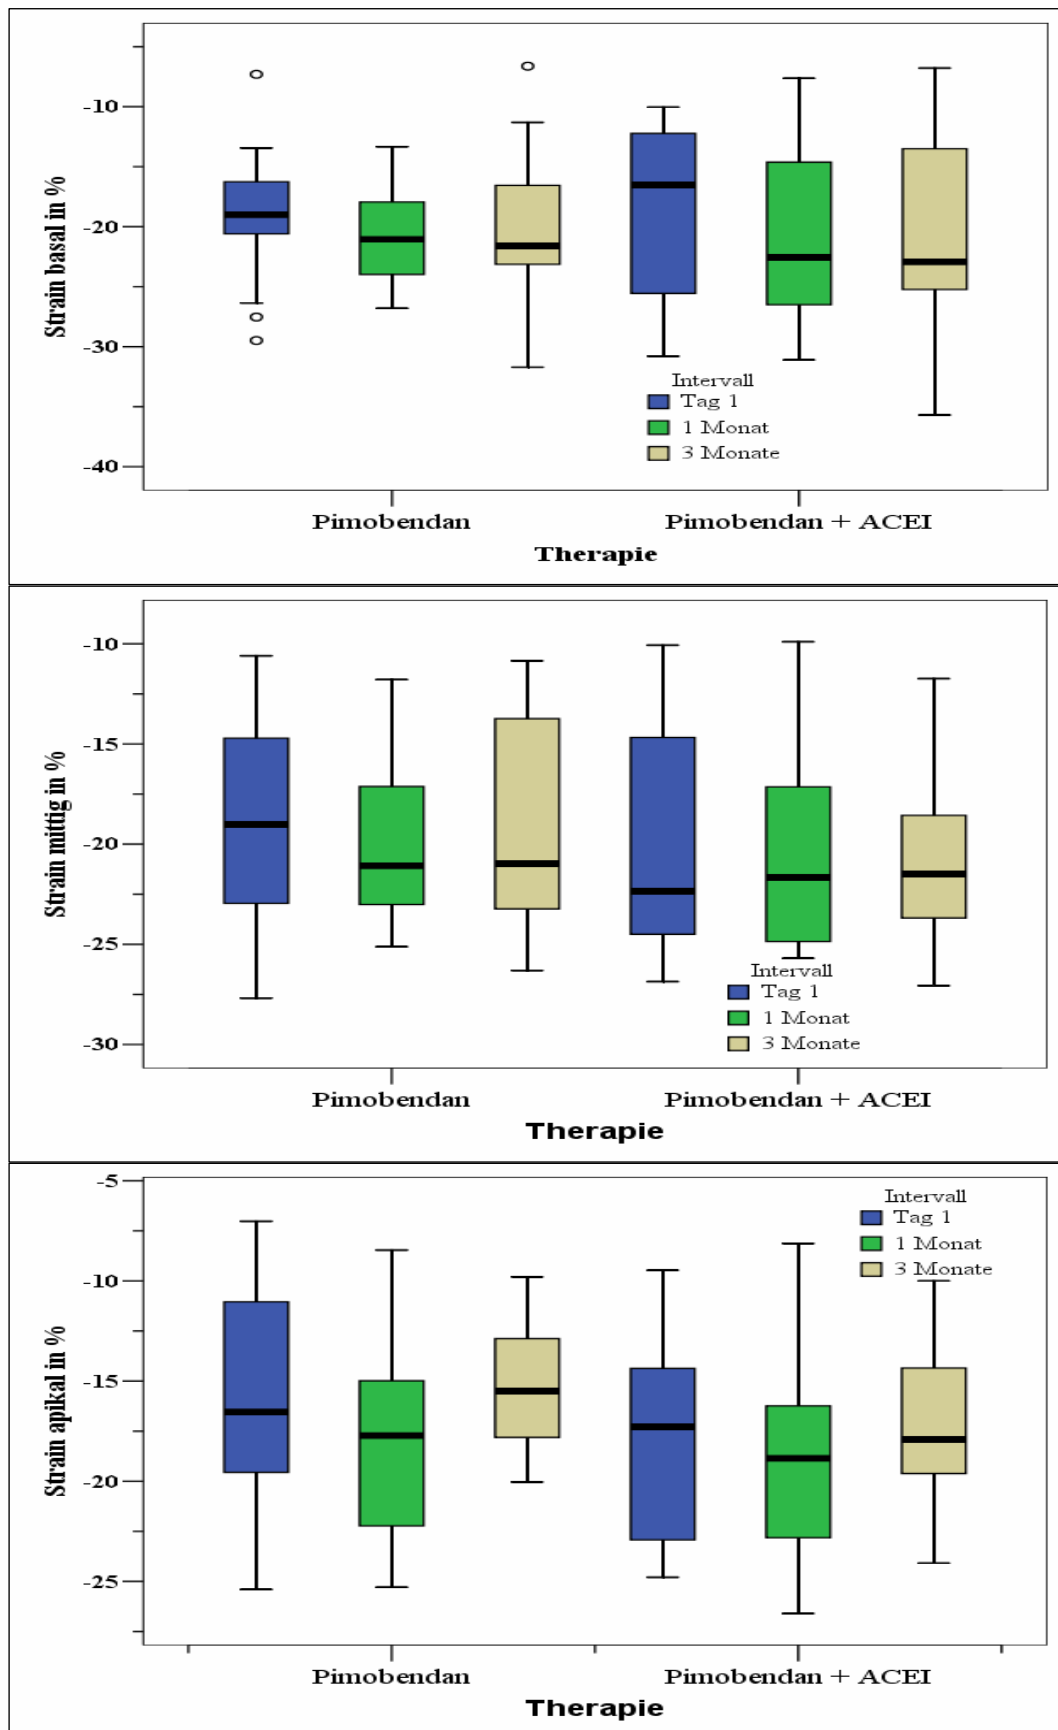 Strain basal in %
-10
-20
-30
-40
Intervall
Tag 1
1 Monat
3 Monate
Pimobendan
Pimobendan + ACEI
Therapie
Strain mittig in %
-10
-15
-20
-25
-30
Intervall
Tag 1
1 Monat
3 Monate
Pimobendan
Pimobendan + ACEI
Therapie
Strain apikal in %
-5
-10
-15
-20
-25
Intervall
Tag 1
1 Monat
3 Monate
Pimobendan
Pimobendan + ACEI
Therapie